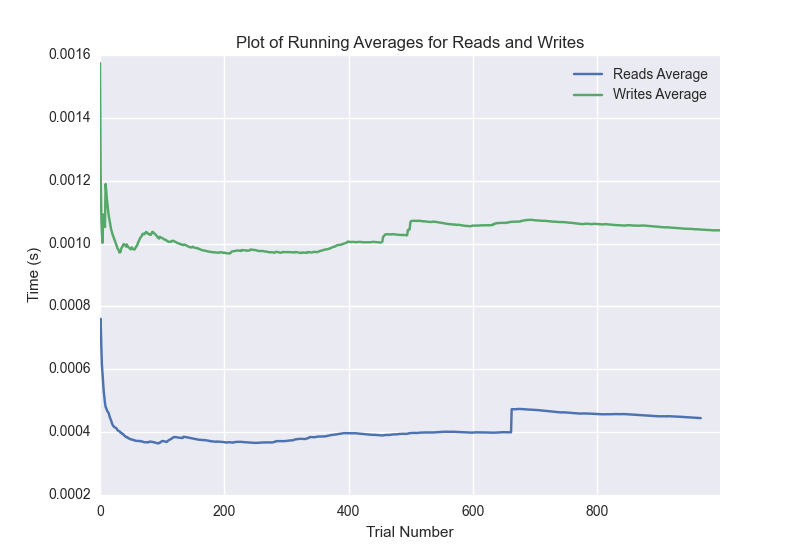 Plot of Running Averages for Reads and Writes
0.0016
0.0014
0.0012
0.0010
0.0008
0.0006
0.0004
0.0002
Time (s)
Reads Average
Writes Average
0
200
400
600
800
Trial Number